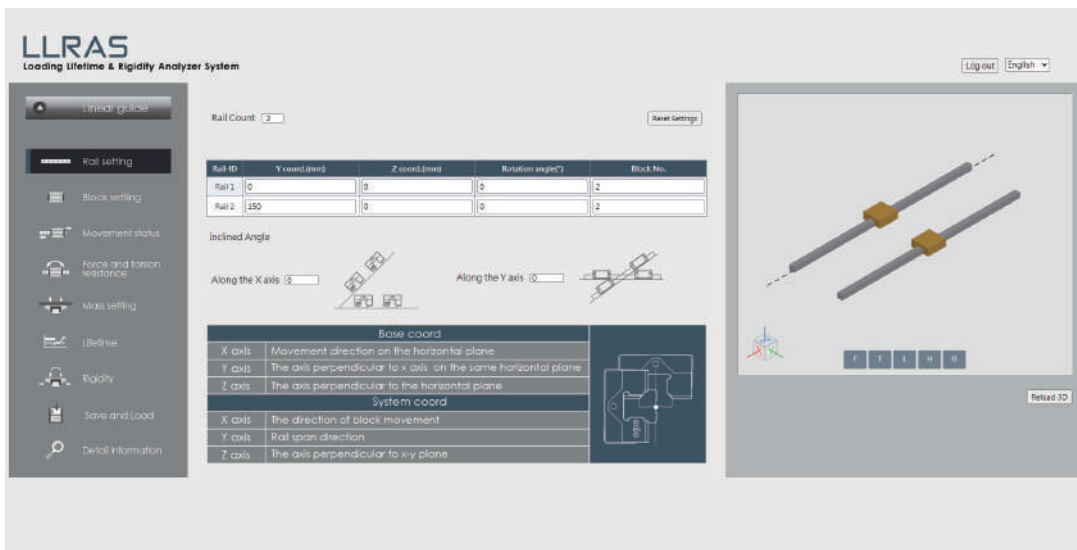 LLRAS
Loading Lifetime & Rigidity Analyzer System
Log out English
Linear guide
Rail setting
Block setting
Movement status
Force and torsion resistance
Mass setting
Lifetime
Rigidity
Save and Load
Detail information
Rail Count 2
Reset Settings
Rail-ID Y coord.(mm) Z coord.(mm) Rotation angle(°) Block No.
Rail 1 0 0 0 2
Rail 2 150 0 0 2
Inclined Angle
Along the X axis 0
Along the Y axis 0
Base coord
X axis Movement direction on the horizontal plane
Y axis The axis perpendicular to x axis on the same horizontal plane
Z axis The axis perpendicular to the horizontal plane
System coord
X axis The direction of block movement
Y axis Rail span direction
Z axis The axis perpendicular to x-y plane
F T L H
Reload 3D